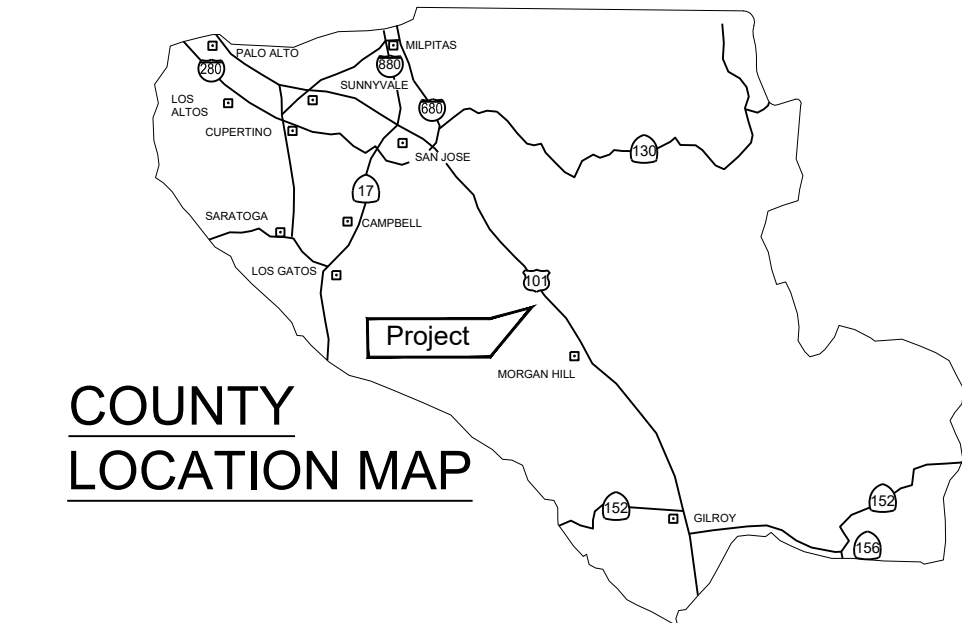 MILPITAS
PALO ALTO
880
280
SUNNYVALE
LOS
ALTOS
680
CUPERTINO
130
SAN JOSE
17
SARATOGA
CAMPBELL
LOS GATOS
101
Project
MORGAN HILL
COUNTY
LOCATION MAP
152
152
GILROY
156